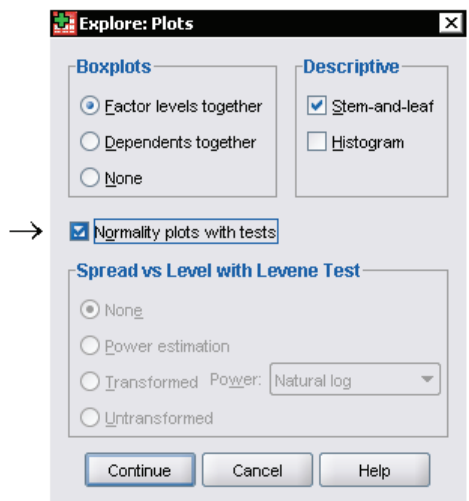 Explore: Plots
Boxplots
Factor levels together
Dependents together
None
Descriptive
Stem-and-leaf
Histogram
Normality plots with tests
Spread vs Level with Levene Test
None
Power estimation
Transformed Power: Natural log
Untransformed
Continue Cancel Help